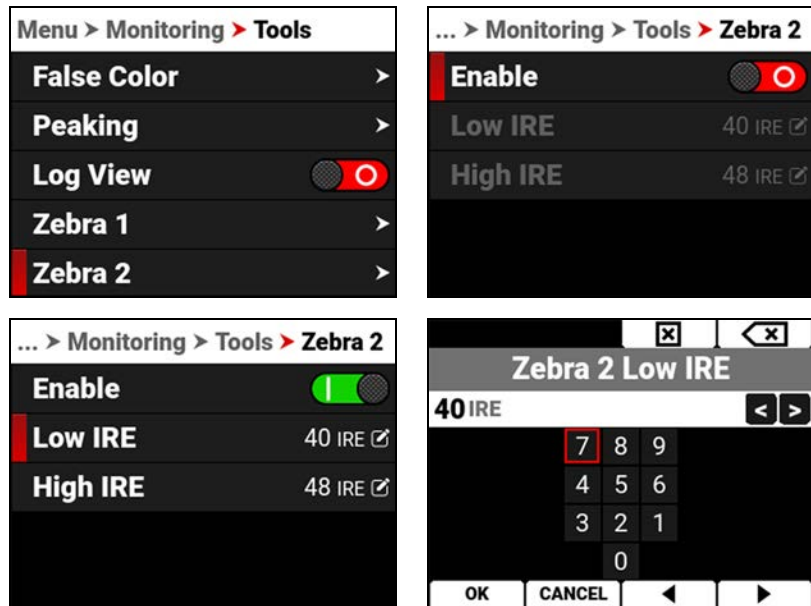 Menu > Monitoring > Tools
False Color >
Peaking >
Log View
Zebra 1 >
Zebra 2 >
... > Monitoring > Tools > Zebra 2
Enable
Low IRE 40 IRE
High IRE 48 IRE
... > Monitoring > Tools > Zebra 2
Enable
Low IRE 40 IRE
High IRE 48 IRE
Zebra 2 Low IRE
40 IRE < >
7 8 9
4 5 6
3 2 1
0
OK CANCEL ◀ ▶